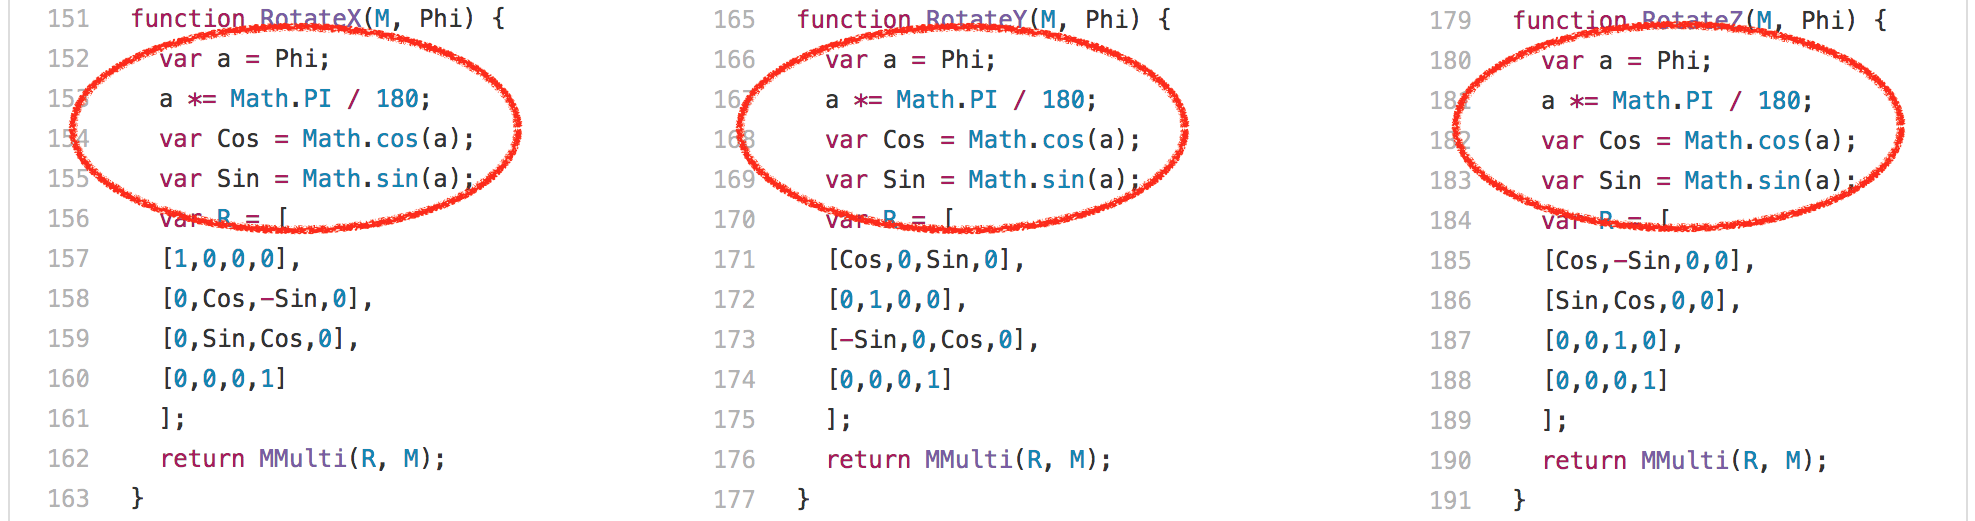 151 function RotateX(M, Phi) {
152 var a = Phi;
153 a *= Math.PI / 180;
154 var Cos = Math.cos(a);
155 var Sin = Math.sin(a);
156 var R = [
157 [1,0,0,0],
158 [0,Cos,-Sin,0],
159 [0,Sin,Cos,0],
160 [0,0,0,1]
161 ];
162 return MMulti(R, M);
163 }
165 function RotateY(M, Phi) {
166 var a = Phi;
167 a *= Math.PI / 180;
168 var Cos = Math.cos(a);
169 var Sin = Math.sin(a);
170 var R = [
171 [Cos,0,Sin,0],
172 [0,1,0,0],
173 [-Sin,0,Cos,0],
174 [0,0,0,1]
175 ];
176 return MMulti(R, M);
177 }
179 function RotateZ(M, Phi) {
180 var a = Phi;
181 a *= Math.PI / 180;
182 var Cos = Math.cos(a);
183 var Sin = Math.sin(a);
184 var R = [
185 [Cos,-Sin,0,0],
186 [Sin,Cos,0,0],
187 [0,0,1,0],
188 [0,0,0,1]
189 ];
190 return MMulti(R, M);
191 }